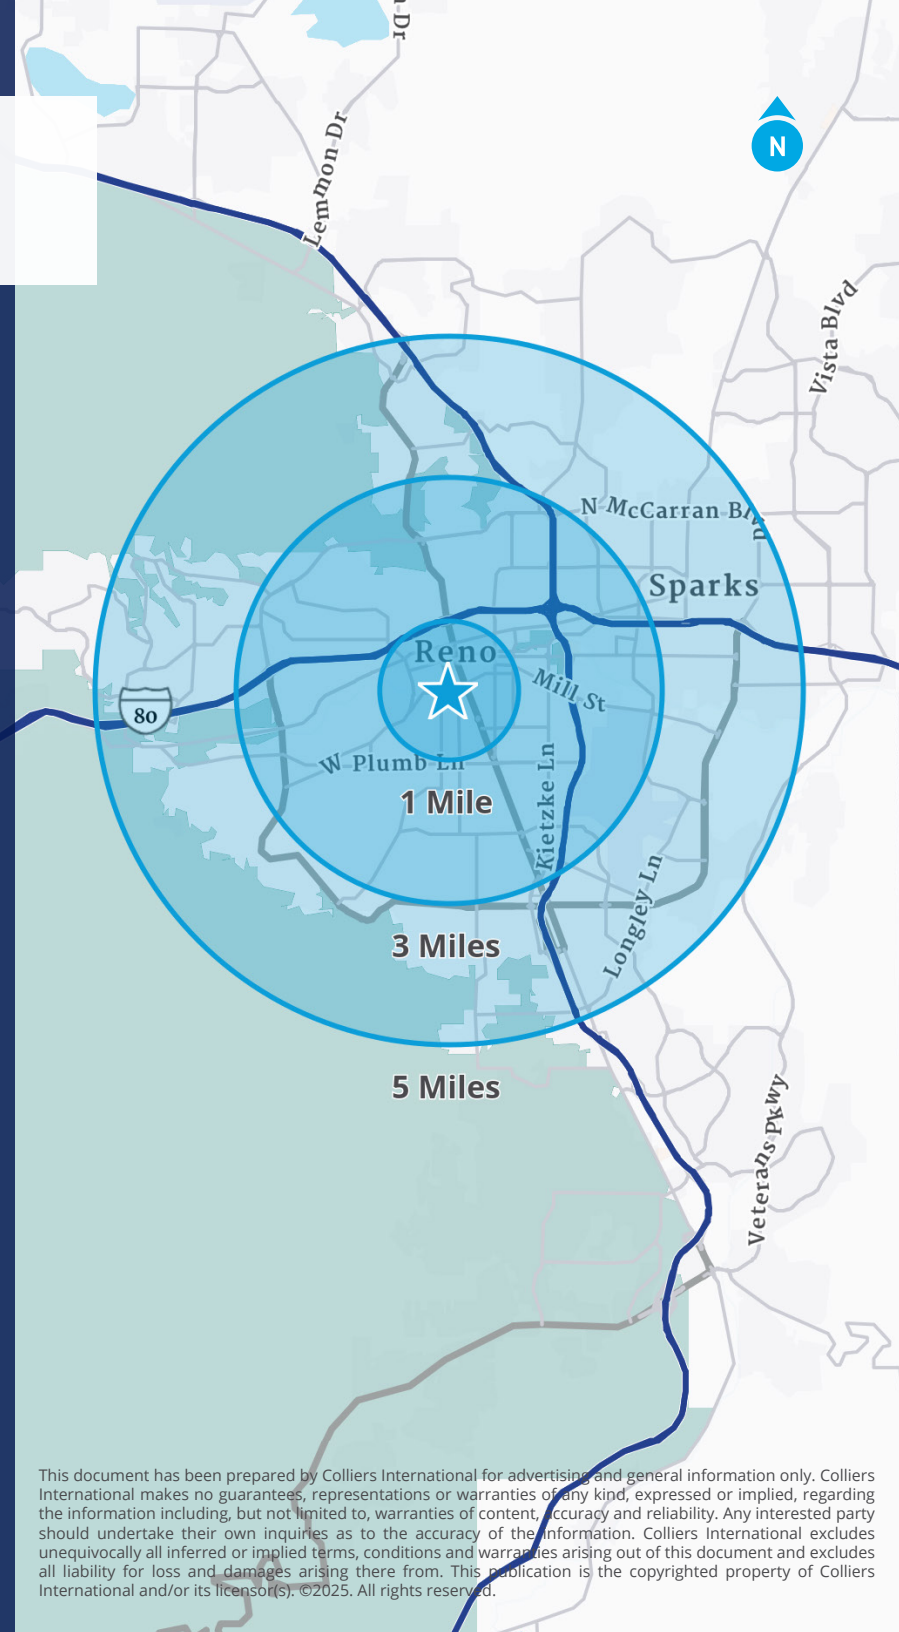 Dr
Lemmon Dr
N
Vista Blvd
N McCarran Blvd
Sparks
Reno
Mill St
80
W Plumb Ln
Kietzke Ln
1 Mile
Longley Ln
3 Miles
5 Miles
Veterans Pkwy
This document has been prepared by Colliers International for advertising and general information only. Colliers
International makes no guarantees, representations or warranties of any kind, expressed or implied, regarding
the information including, but not limited to, warranties of content, accuracy and reliability. Any interested party
should undertake their own inquiries as to the accuracy of the information. Colliers International excludes
unequivocally all inferred or implied terms, conditions and warranties arising out of this document and excludes
all liability for loss and damages arising there from. This publication is the copyrighted property of Colliers
International and/or its licensor(s). ©2025. All rights reserved.